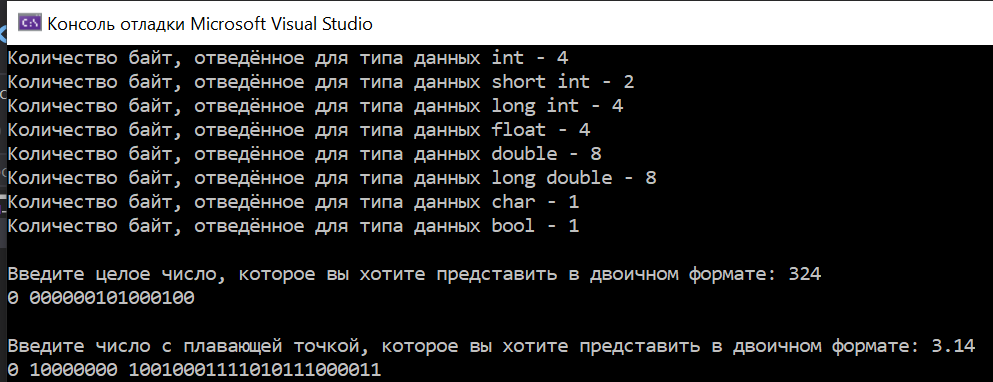 Консоль отладки Microsoft Visual Studio
Количество байт, отведённое для типа данных int - 4
Количество байт, отведённое для типа данных short int - 2
Количество байт, отведённое для типа данных long int - 4
Количество байт, отведённое для типа данных float - 4
Количество байт, отведённое для типа данных double - 8
Количество байт, отведённое для типа данных long double - 8
Количество байт, отведённое для типа данных char - 1
Количество байт, отведённое для типа данных bool - 1
Введите целое число, которое вы хотите представить в двоичном формате: 324
0 000000101000100
Введите число с плавающей точкой, которое вы хотите представить в двоичном формате: 3.14
0 10000000 10010001111010111000011